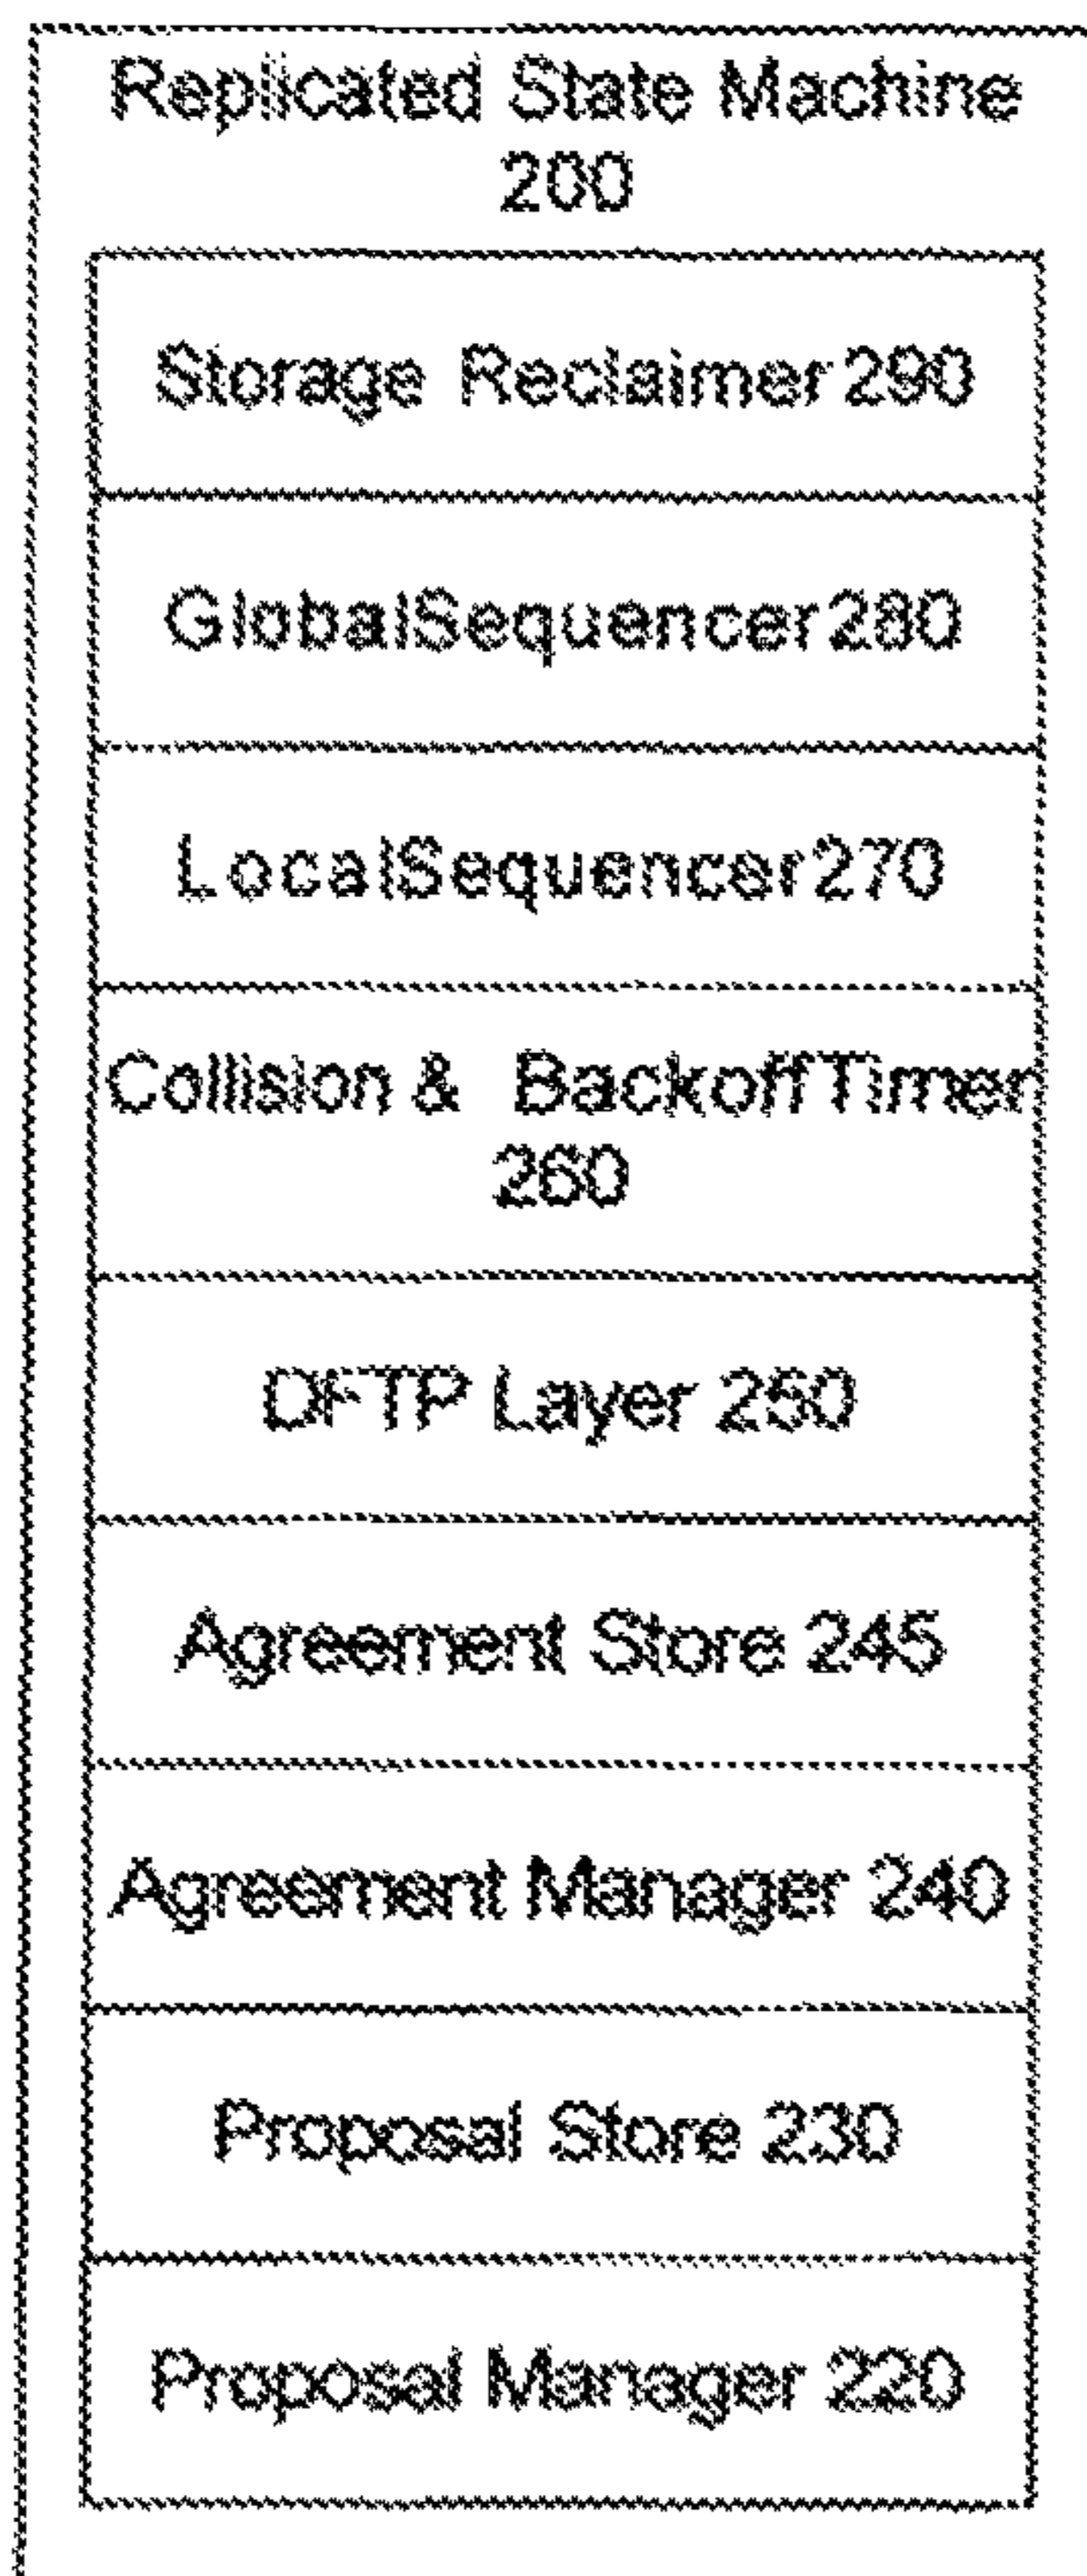 Replicated State Machine
200
Storage Reclaimer 290
GlobalSequencer 280
LocalSequencer 270
Collision & BackoffTimer
260
DFTP Layer 250
Agreement Store 245
Agreement Manager 240
Proposal Store 230
Proposal Manager 220